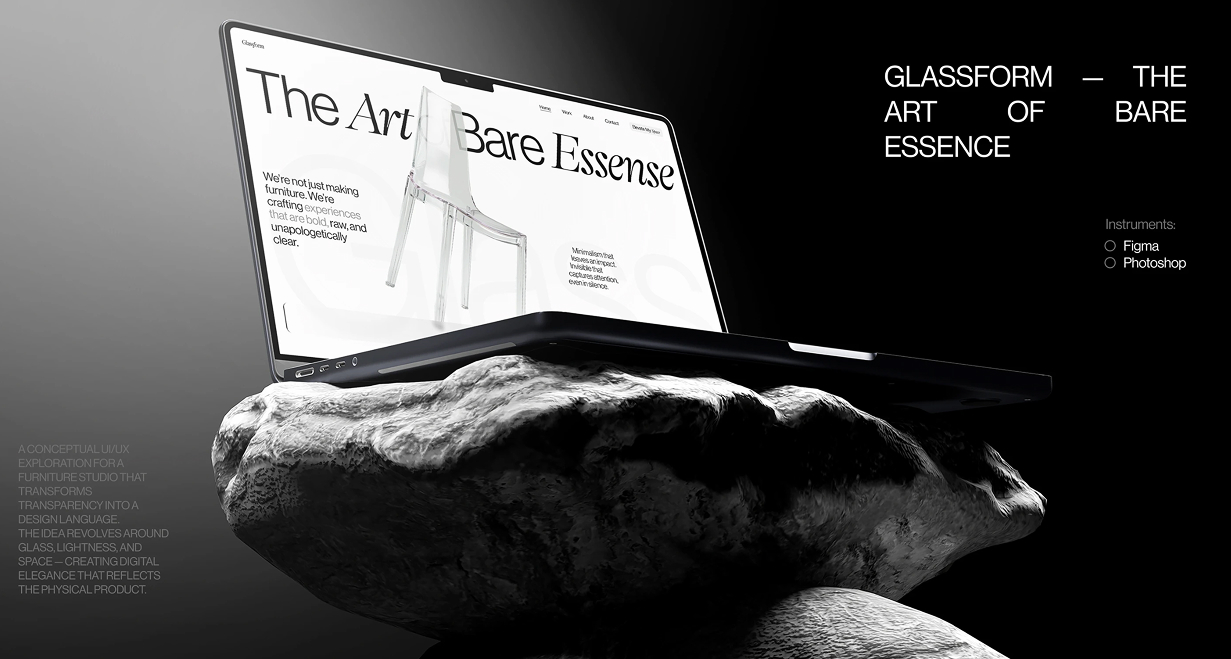 Glassform
The Art Bare Essense
Home Work About Contact
We're not just making
furniture. We're
crafting experiences
that are bold, raw, and
unapologetically
clear.
Minimalism that
leaves an impact.
Invisible that
captures attention,
even in silence.
Glass
GLASSFORM — THE
ART OF BARE
ESSENCE
Instruments:
Figma
Photoshop
A CONCEPTUAL UI/UX
EXPLORATION FOR A
FURNITURE STUDIO THAT
TRANSFORMS
TRANSPARENCY INTO A
DESIGN LANGUAGE.
THE IDEA REVOLVES AROUND
GLASS, LIGHTNESS, AND
SPACE — CREATING DIGITAL
ELEGANCE THAT REFLECTS
THE PHYSICAL PRODUCT.